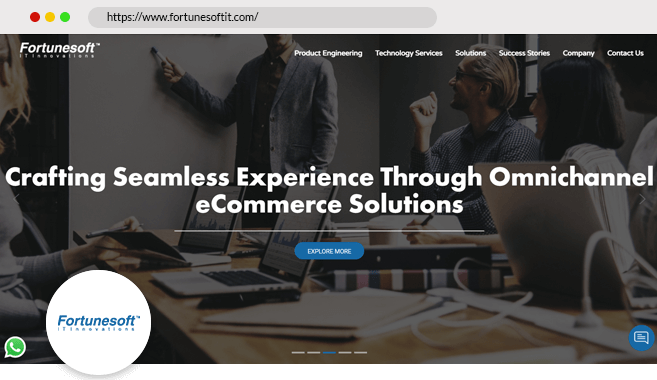 https://www.fortunesoftit.com/
Fortunesoft™
IT Innovations
Product Engineering Technology Services Solutions Success Stories Company Contact Us
Crafting Seamless Experience Through Omnichannel
eCommerce Solutions
EXPLORE MORE
Fortunesoft™
IT Innovations